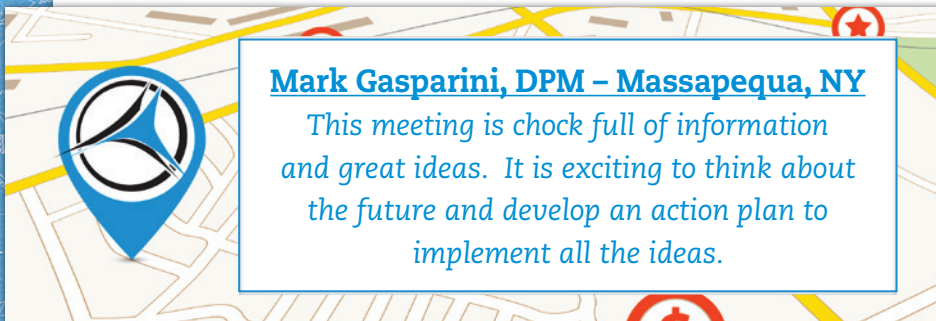 Mark Gasparini, DPM – Massapequa, NY
This meeting is chock full of information
and great ideas.  It is exciting to think about
the future and develop an action plan to
implement all the ideas.